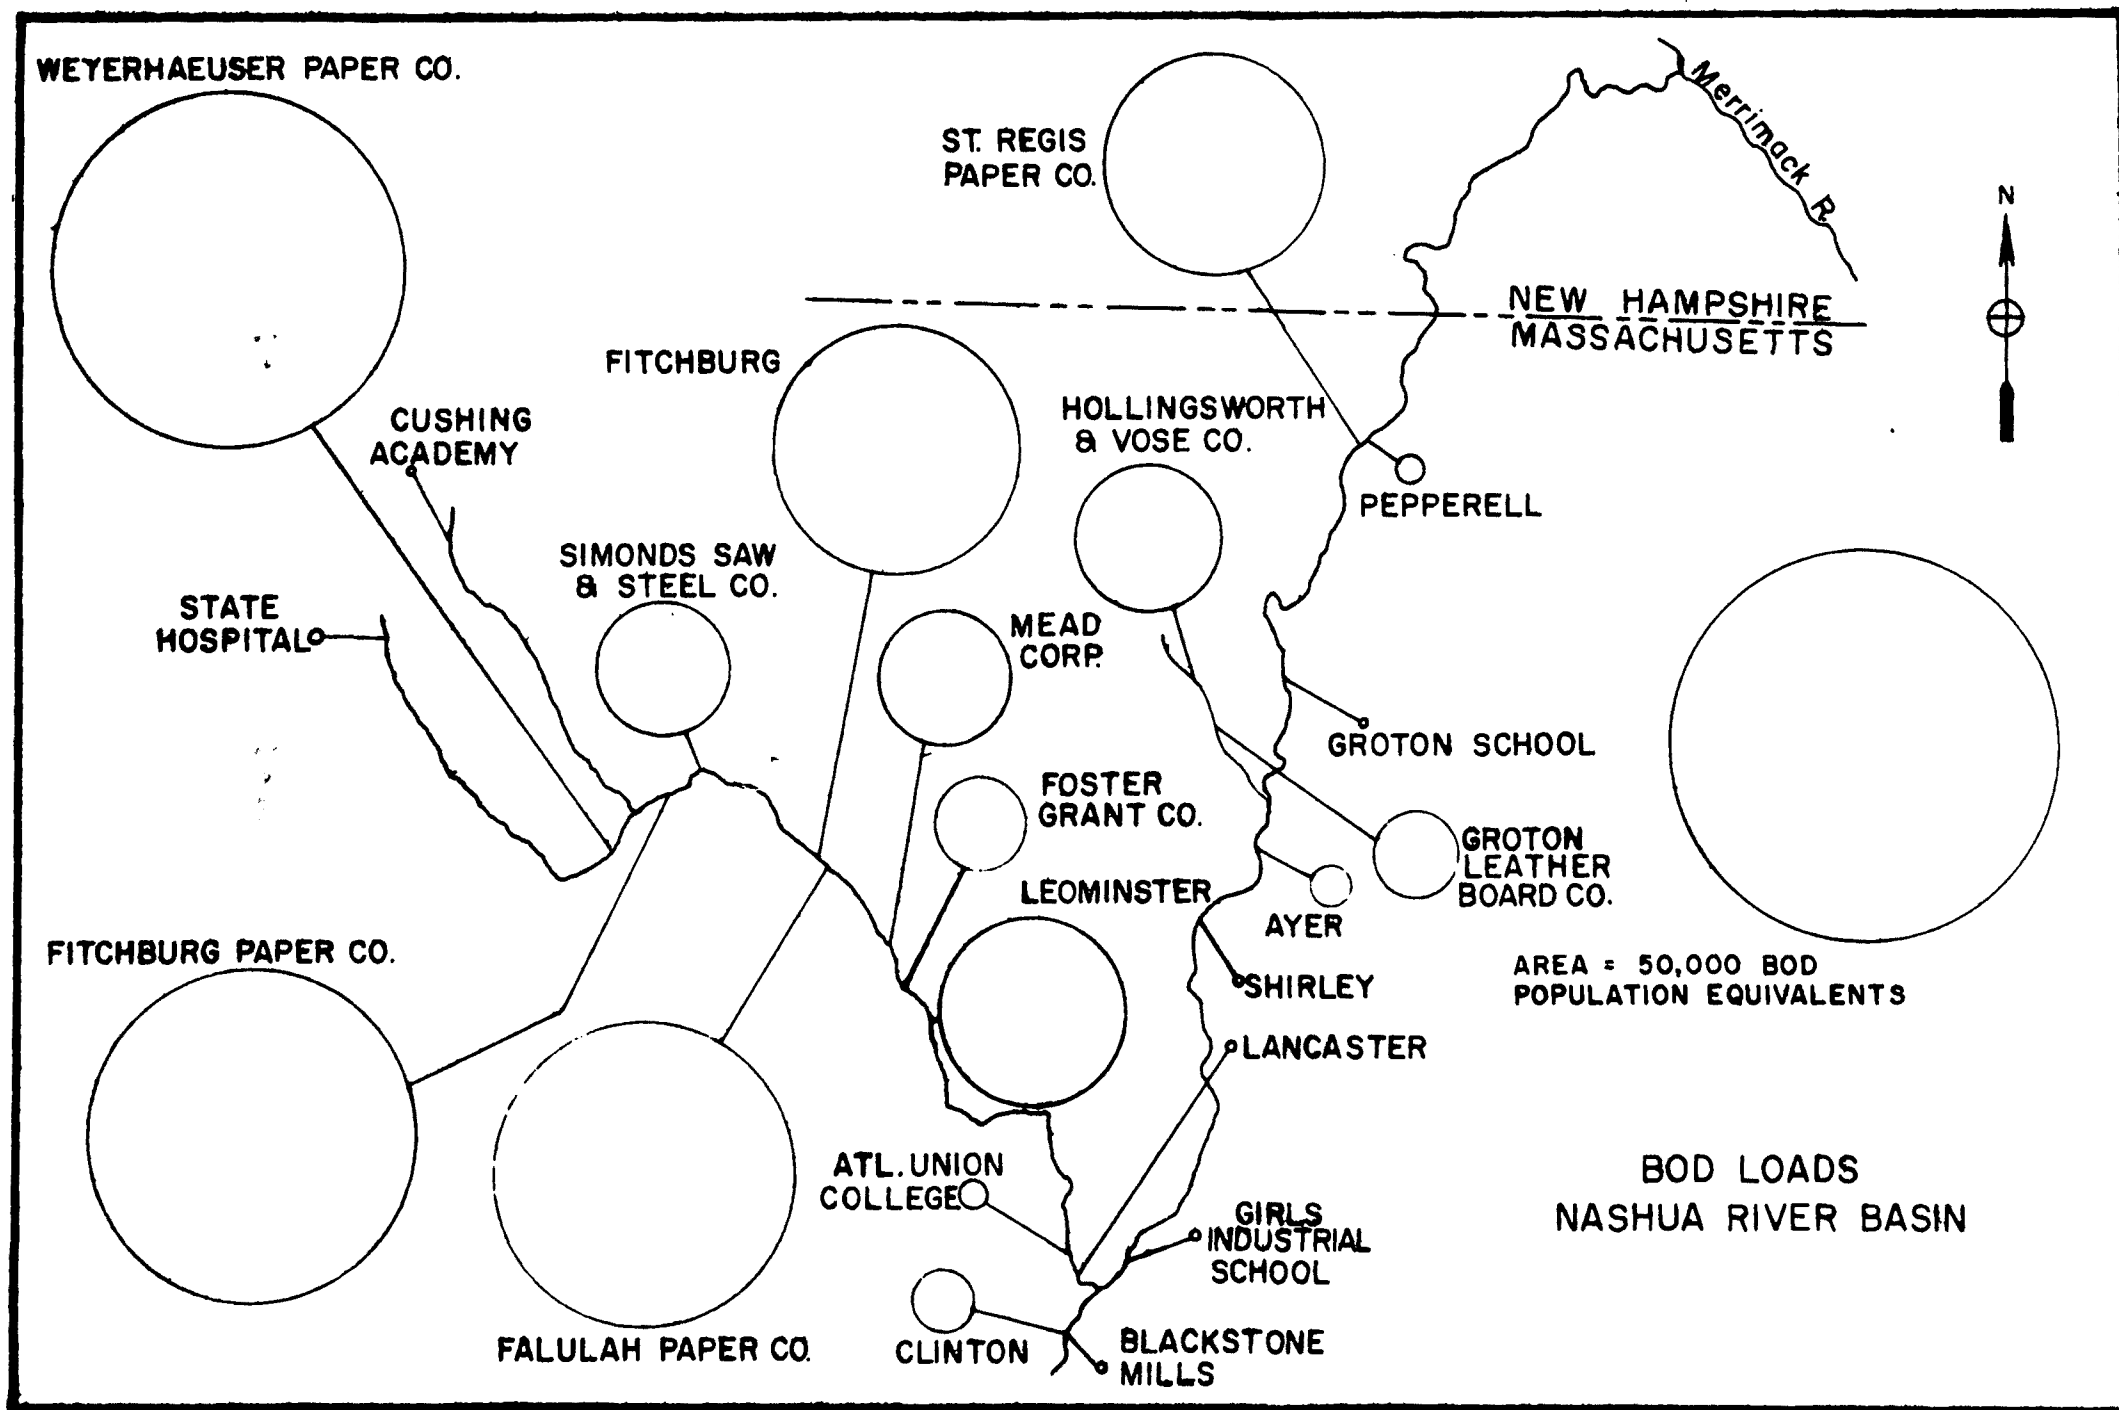 WEYERHAEUSER PAPER CO.
ST. REGIS
PAPER CO.
Merrimack R.
N
NEW HAMPSHIRE
MASSACHUSETTS
FITCHBURG
CUSHING
ACADEMY
HOLLINGSWORTH
& VOSE CO.
PEPPERELL
SIMONDS SAW
& STEEL CO.
STATE
HOSPITAL
MEAD
CORP.
GROTON SCHOOL
FOSTER
GRANT CO.
GROTON
LEATHER
BOARD CO.
LEOMINSTER
AYER
FITCHBURG PAPER CO.
SHIRLEY
AREA = 50,000 BOD
POPULATION EQUIVALENTS
LANCASTER
ATL. UNION
COLLEGE
BOD LOADS
NASHUA RIVER BASIN
GIRLS
INDUSTRIAL
SCHOOL
FALULAH PAPER CO.
CLINTON
BLACKSTONE
MILLS